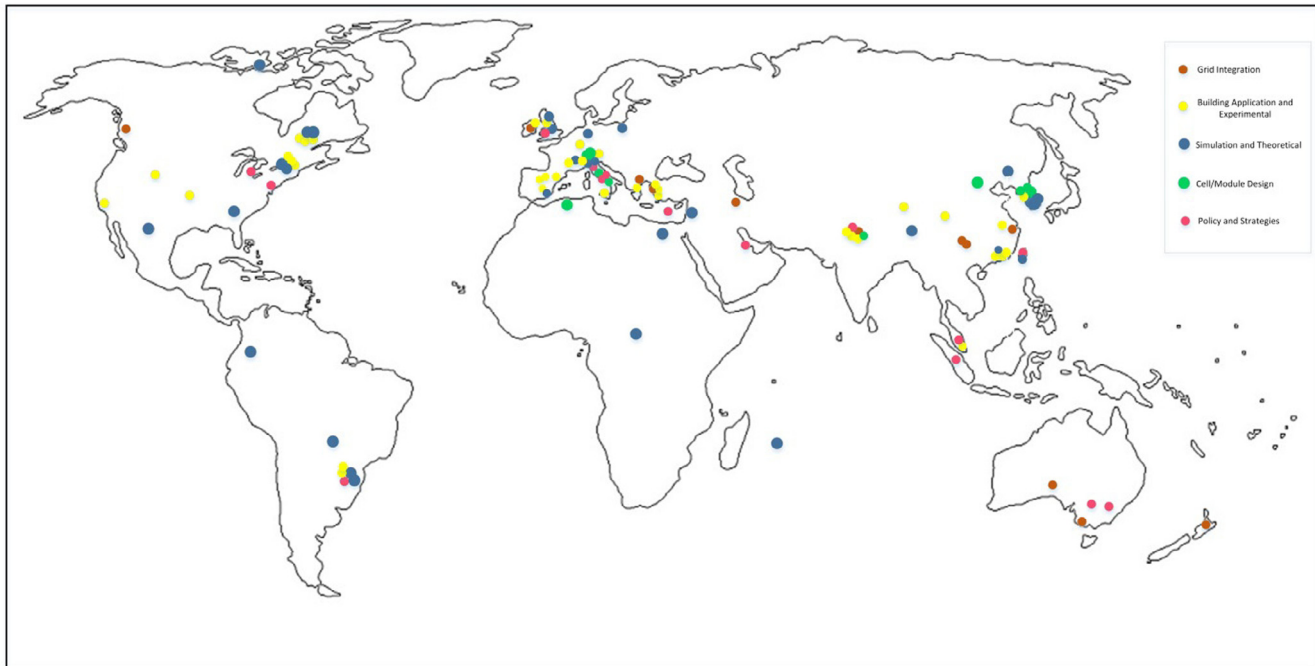 Grid Integration
Building Application and
Experimental
Simulation and Theoretical
Cell/Module Design
Policy and Strategies